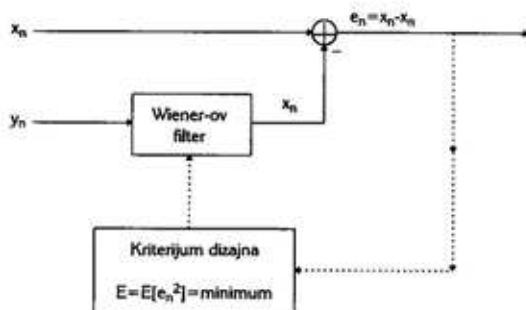 eₙ=xₙ-xₙ
xₙ
−
xₙ
yₙ
Wiener-ov
filter
Kriterijum dizajna
E=E[eₙ²]=minimum